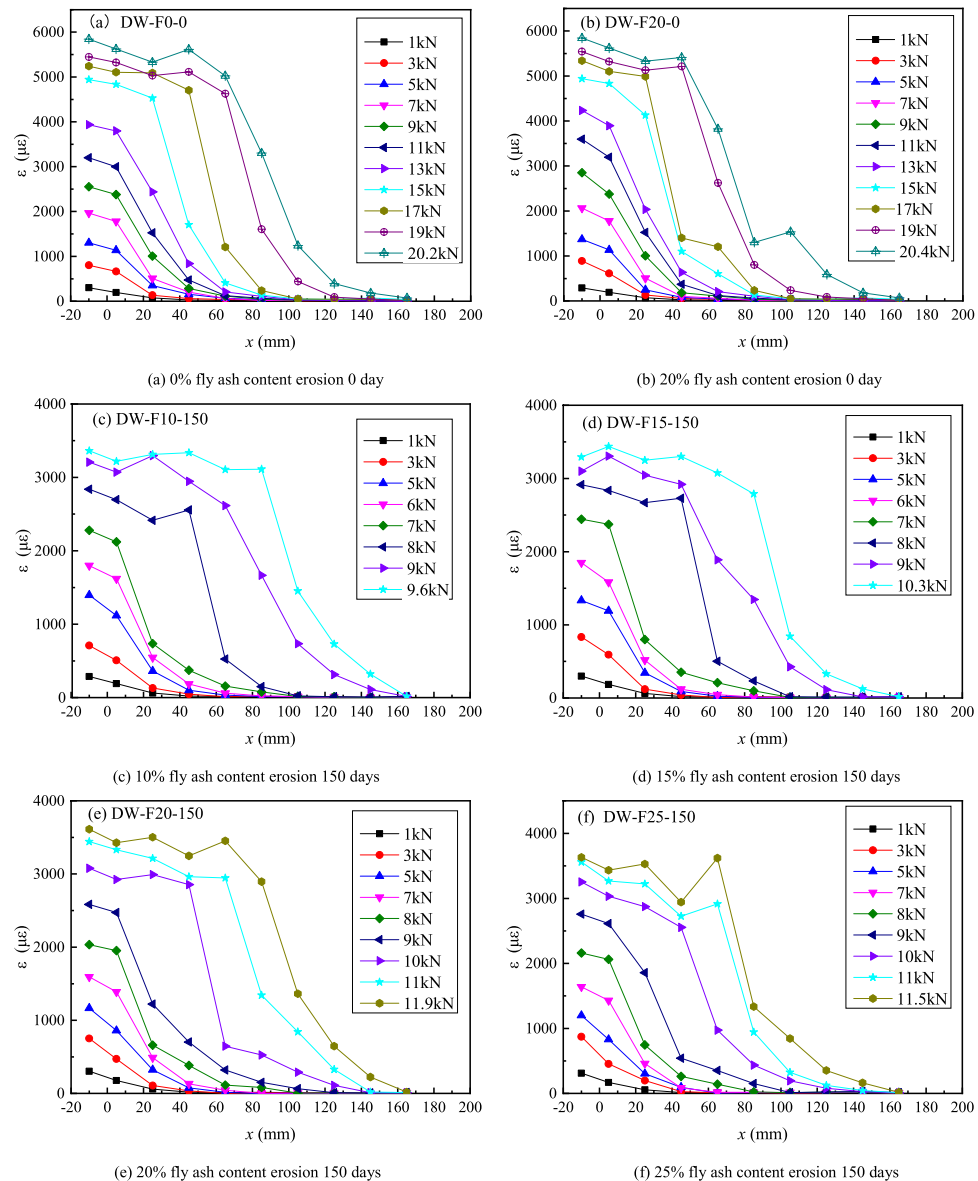 (a) DW-F0-0
6000
5000
4000
3000
2000
1000
0
ε (με)
-20 0 20 40 60 80 100 120 140 160 180 200
x (mm)
1kN
3kN
5kN
7kN
9kN
11kN
13kN
15kN
17kN
19kN
20.2kN
(a) 0% fly ash content erosion 0 day
(b) DW-F20-0
6000
5000
4000
3000
2000
1000
0
ε (με)
-20 0 20 40 60 80 100 120 140 160 180 200
x (mm)
1kN
3kN
5kN
7kN
9kN
11kN
13kN
15kN
17kN
19kN
20.4kN
(b) 20% fly ash content erosion 0 day
(c) DW-F10-150
4000
3000
2000
1000
0
ε (με)
-20 0 20 40 60 80 100 120 140 160 180 200
x (mm)
1kN
3kN
5kN
6kN
7kN
8kN
9kN
9.6kN
(c) 10% fly ash content erosion 150 days
(d) DW-F15-150
4000
3000
2000
1000
0
ε (με)
-20 0 20 40 60 80 100 120 140 160 180 200
x (mm)
1kN
3kN
5kN
6kN
7kN
8kN
9kN
10.3kN
(d) 15% fly ash content erosion 150 days
(e) DW-F20-150
4000
3000
2000
1000
0
ε (με)
-20 0 20 40 60 80 100 120 140 160 180 200
x (mm)
1kN
3kN
5kN
7kN
8kN
9kN
10kN
11kN
11.9kN
(e) 20% fly ash content erosion 150 days
(f) DW-F25-150
4000
3000
2000
1000
0
ε (με)
-20 0 20 40 60 80 100 120 140 160 180 200
x (mm)
1kN
3kN
5kN
7kN
8kN
9kN
10kN
11kN
11.5kN
(f) 25% fly ash content erosion 150 days